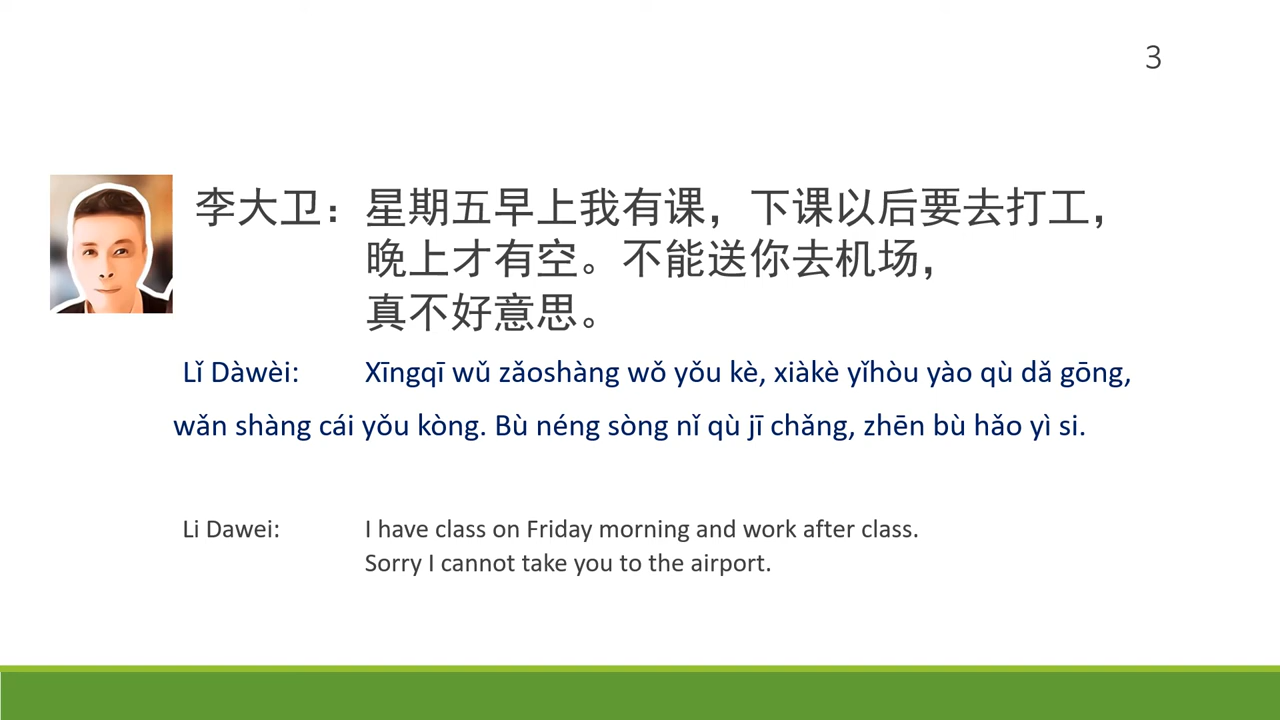 3
李大卫：星期五早上我有课，下课以后要去打工，
晚上才有空。不能送你去机场，
真不好意思。
Lǐ Dàwèi: Xīngqī wǔ zǎoshàng wǒ yǒu kè, xiàkè yǐhòu yào qù dǎ gōng,
wǎn shàng cái yǒu kòng. Bù néng sòng nǐ qù jī chǎng, zhēn bù hǎo yì si.
Li Dawei: I have class on Friday morning and work after class.
Sorry I cannot take you to the airport.